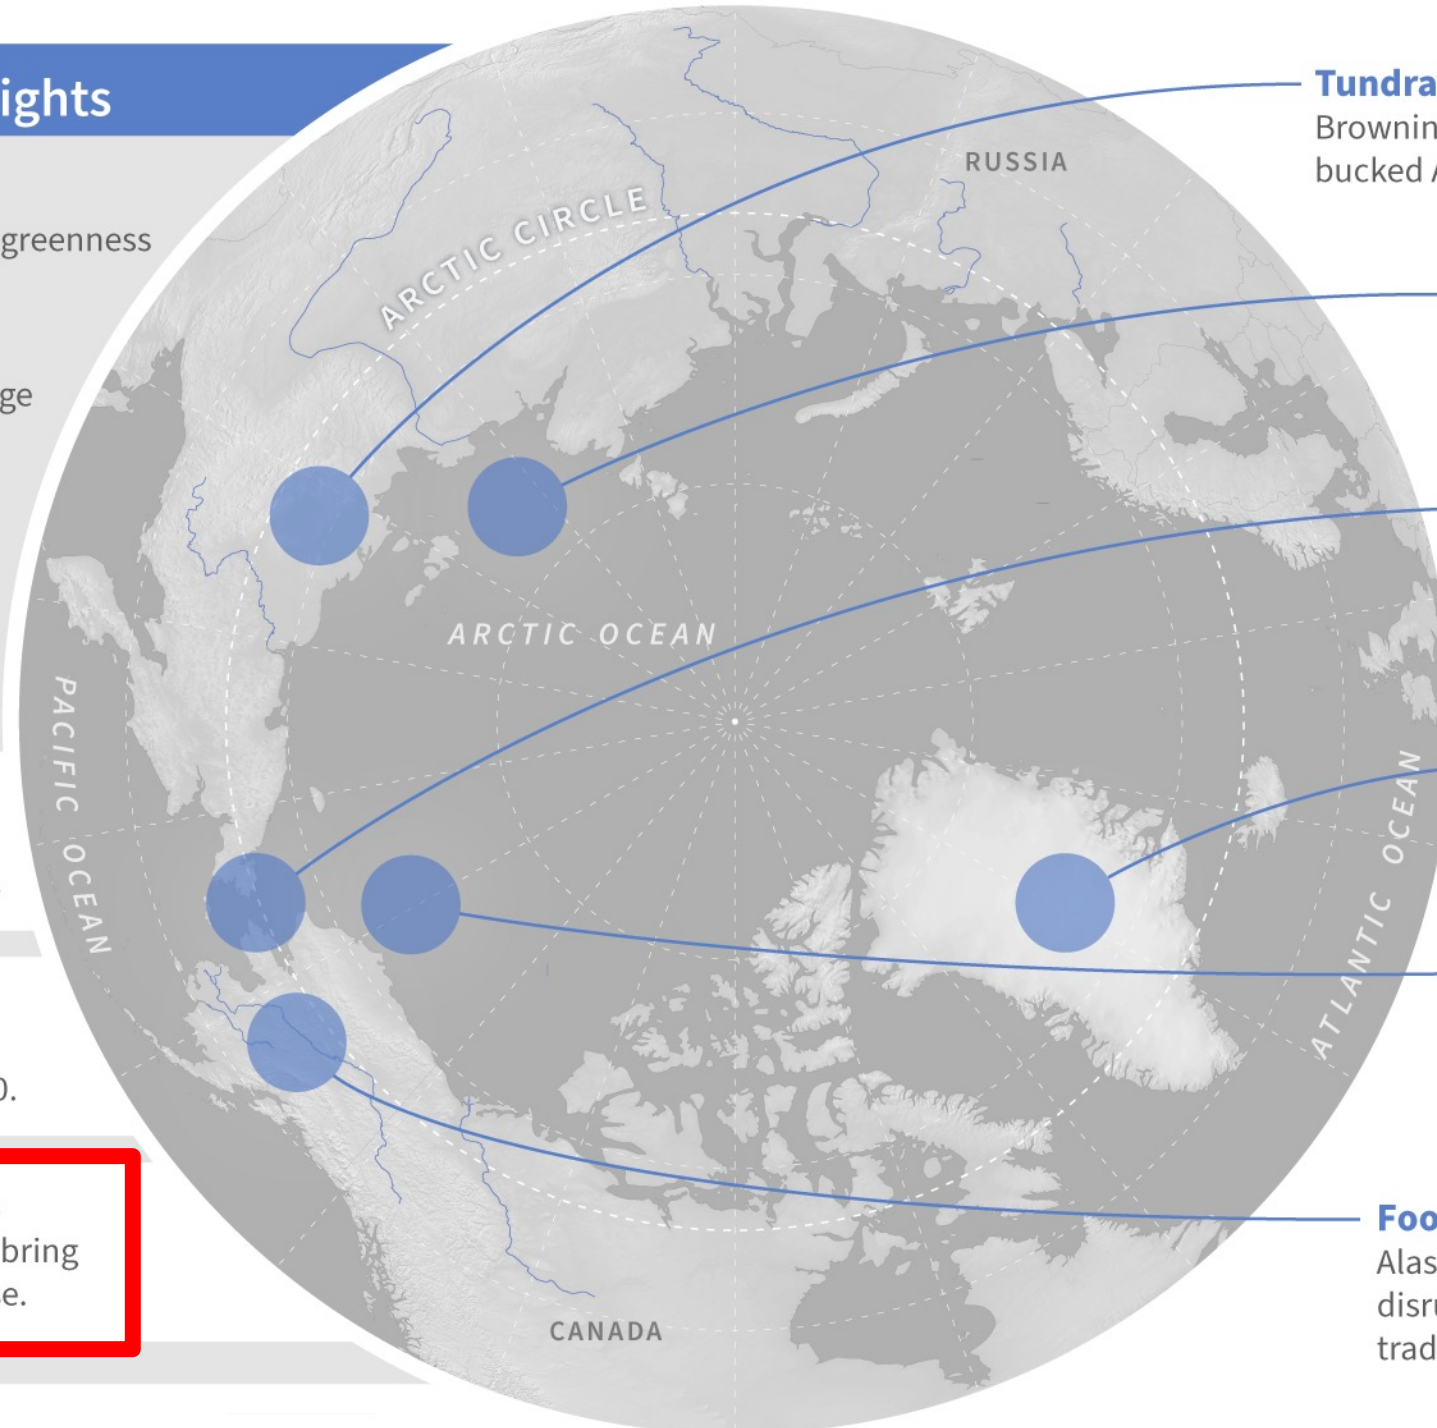 ights
greenness
ge
0.
bring
e.
Tundra
Brownin
bucked A
RUSSIA
ARCTIC CIRCLE
ARCTIC OCEAN
PACIFIC OCEAN
ATLANTIC OCEAN
CANADA
Foo
Alas
disru
trad